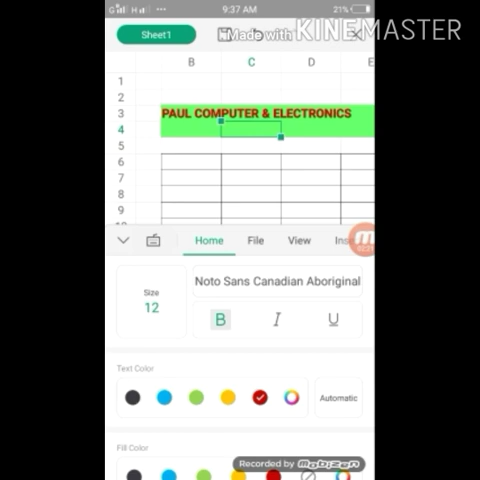 9:37 AM
21%
Sheet1
Made with KINEMASTER
B C D E
1
2
3 PAUL COMPUTER & ELECTRONICS
4
5
6
7
8
9
Home File View Ins
Size
12
Noto Sans Canadian Aboriginal
B I U
Text Color
Automatic
Fill Color
Recorded by mobizen